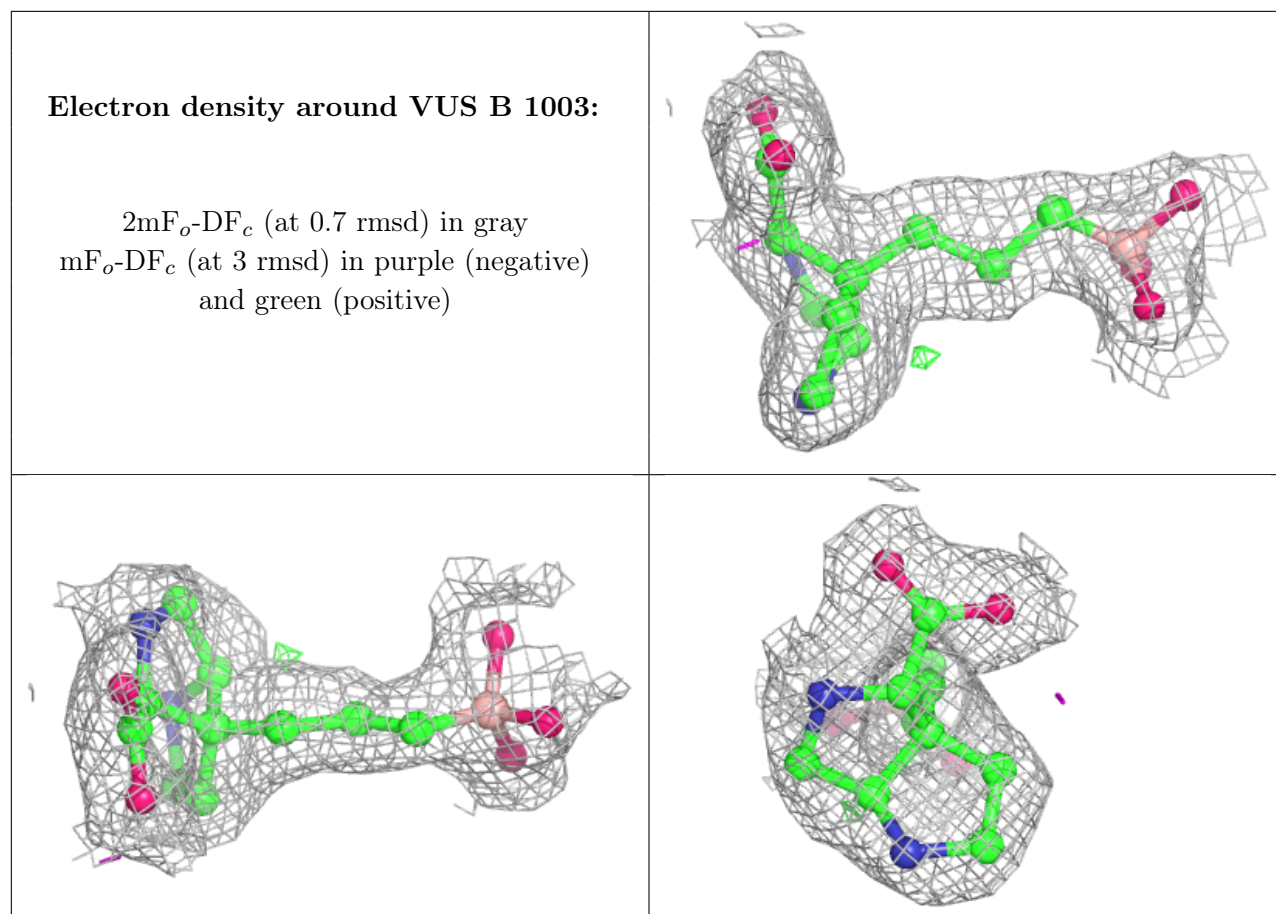 Electron density around VUS B 1003:
2mFo-DFc (at 0.7 rmsd) in gray
mFo-DFc (at 3 rmsd) in purple (negative)
and green (positive)